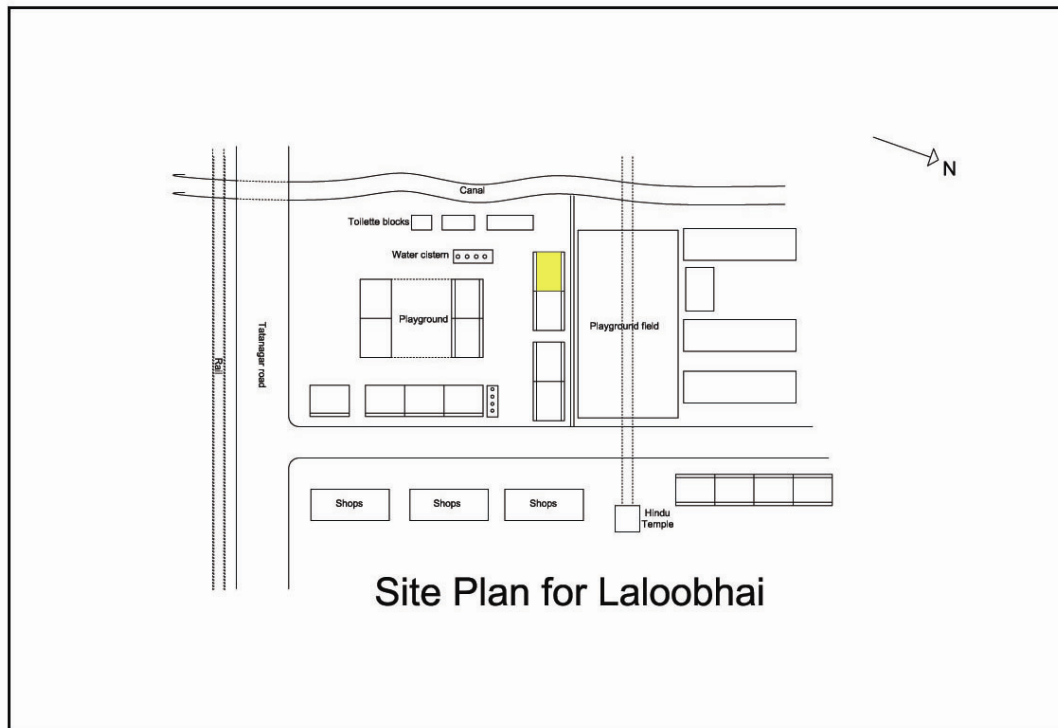 N
Canal
Toilette blocks
Water cistern
Playground
Playground field
Rail
Tatanagar road
Shops
Shops
Shops
Hindu
Temple
Site Plan for Laloobhai